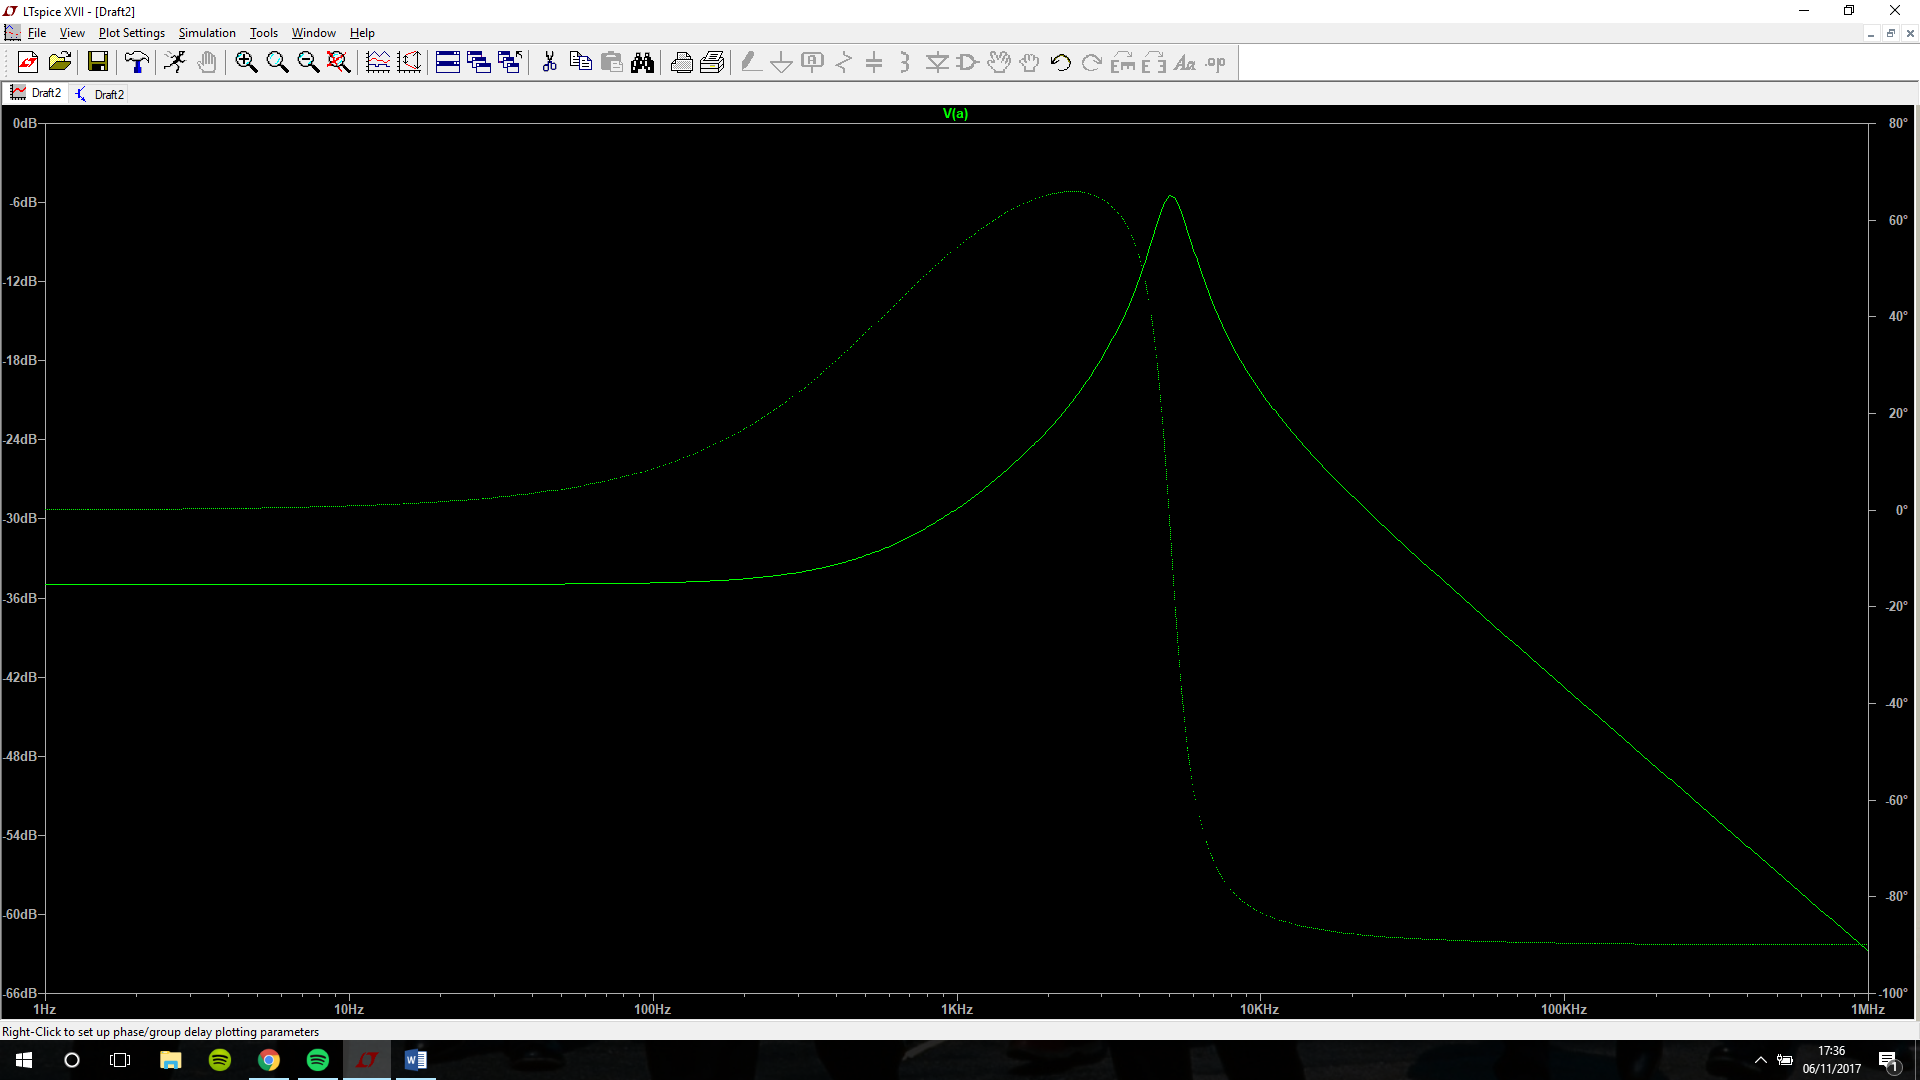 LTspice XVII - [Draft2]
File View Plot Settings Simulation Tools Window Help
Draft2 Draft2
V(a)
0dB 80°
-6dB 60°
-12dB 40°
-18dB
-24dB 20°
-30dB 0°
-36dB -20°
-42dB -40°
-48dB
-54dB -60°
-60dB -80°
-66dB -100°
1Hz 10Hz 100Hz 1KHz 10KHz 100KHz 1MHz
Right-Click to set up phase/group delay plotting parameters
17:36
06/11/2017
1